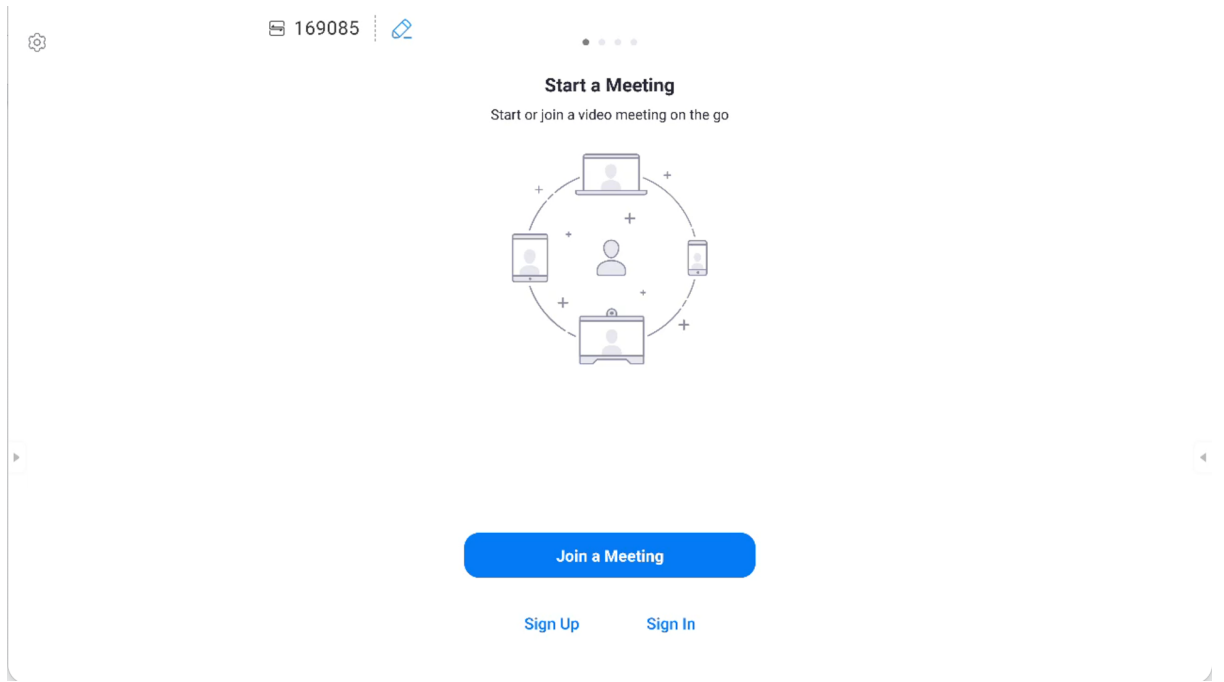 169085
Start a Meeting
Start or join a video meeting on the go
Join a Meeting
Sign Up
Sign In